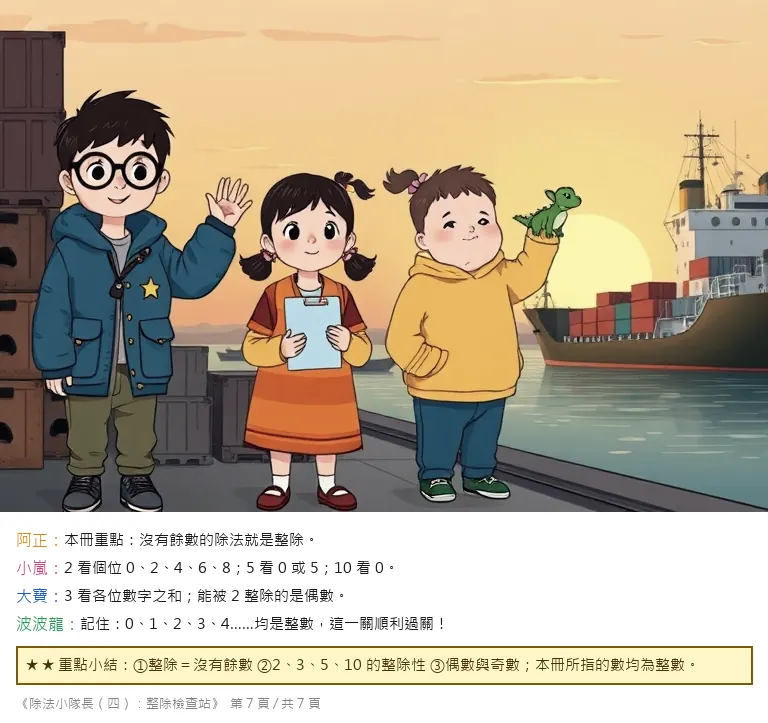 阿正：本冊重點：沒有餘數的除法就是整除。
小嵐：2 看個位 0、2、4、6、8；5 看 0 或 5；10 看 0。
大寶：3 看各位數字之和；能被 2 整除的是偶數。
波波龍：記住：0、1、2、3、4……均是整數，這一關順利過關！
★★ 重點小結：①整除＝沒有餘數 ②2、3、5、10 的整除性 ③偶數與奇數；本冊所指的數均為整數。
《除法小隊長（四）：整除檢查站》 第 7 頁 / 共 7 頁